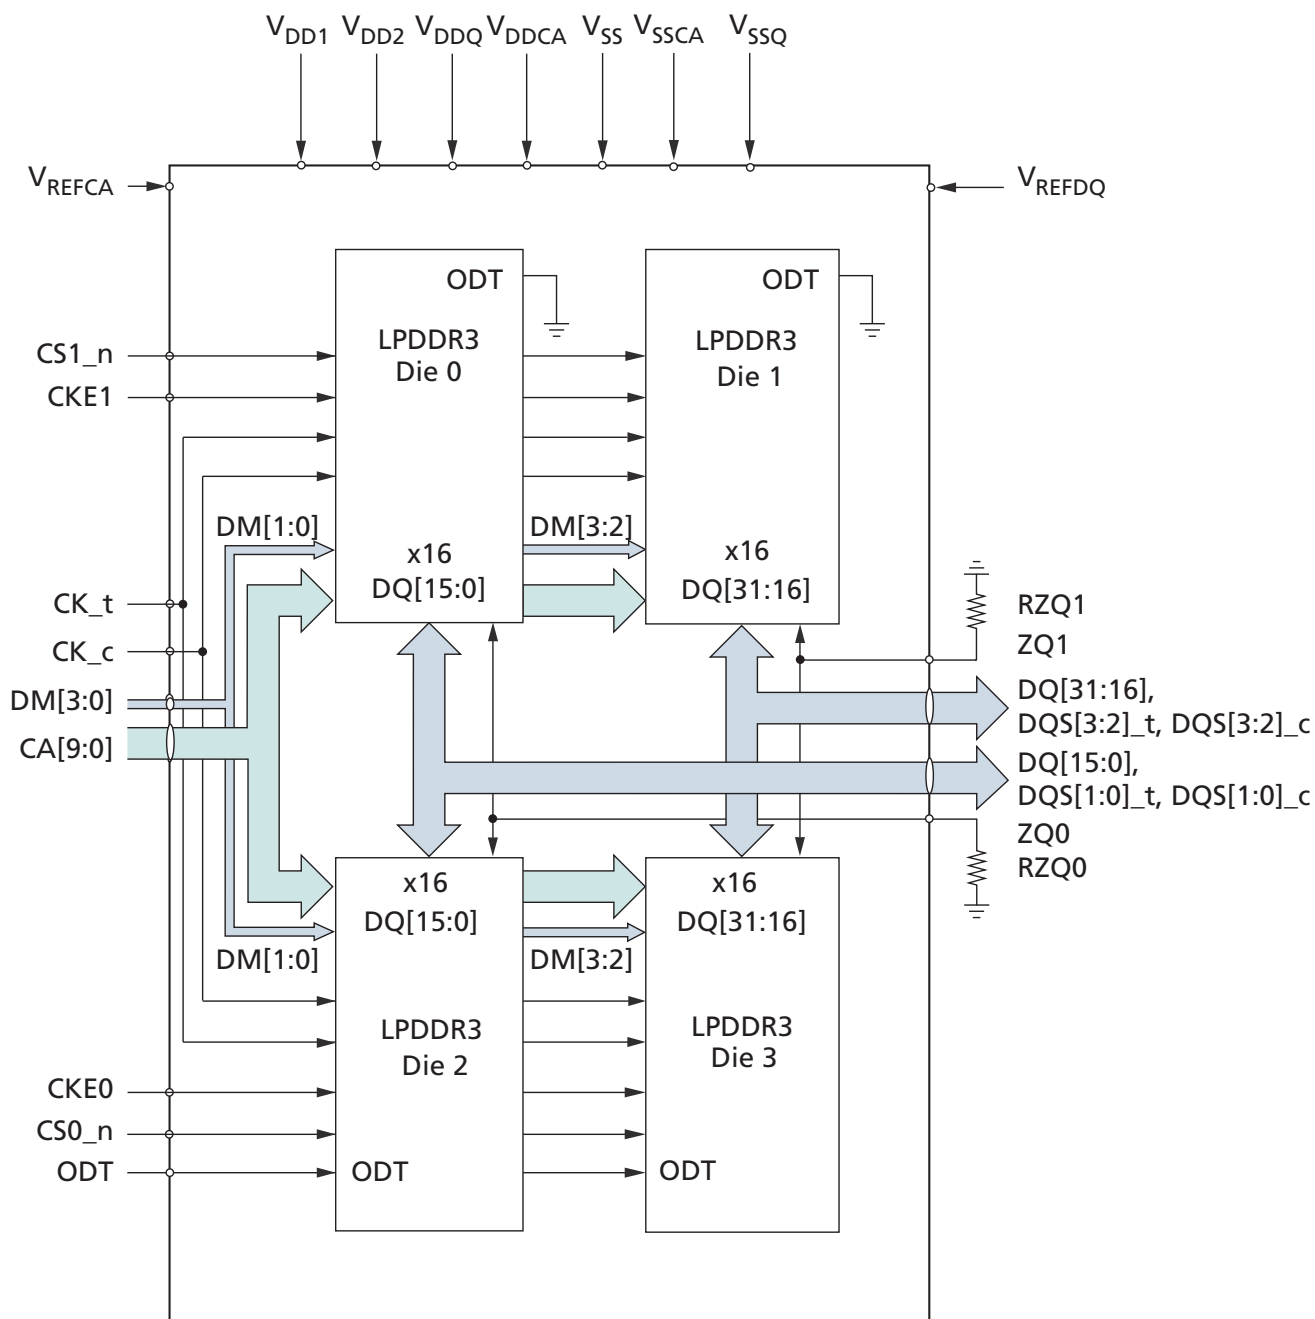 VDD1 VDD2 VDDQ VDDCA VSS VSSCA VSSQ
VREFCA
VREFDQ
ODT
LPDDR3
Die 0
ODT
LPDDR3
Die 1
CS1_n
CKE1
DM[1:0]
DM[3:2]
x16
DQ[15:0]
x16
DQ[31:16]
CK_t
CK_c
DM[3:0]
CA[9:0]
RZQ1
ZQ1
DQ[31:16],
DQS[3:2]_t, DQS[3:2]_c
DQ[15:0],
DQS[1:0]_t, DQS[1:0]_c
ZQ0
RZQ0
x16
DQ[15:0]
x16
DQ[31:16]
DM[1:0]
DM[3:2]
LPDDR3
Die 2
LPDDR3
Die 3
CKE0
CS0_n
ODT
ODT
ODT